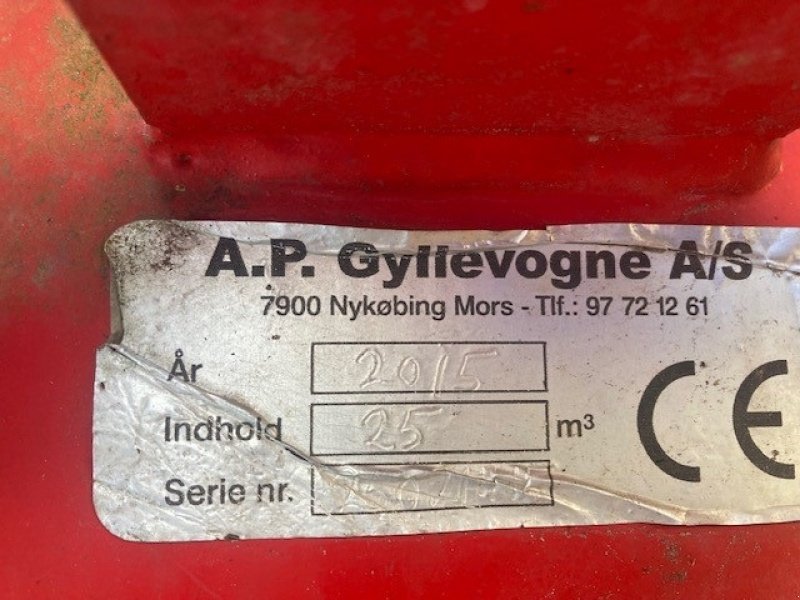 A.P. Gyllevogne A/S
7900 Nykøbing Mors - Tlf.: 97 72 12 61
År 2015
Indhold 25 m³
Serie nr.
CE